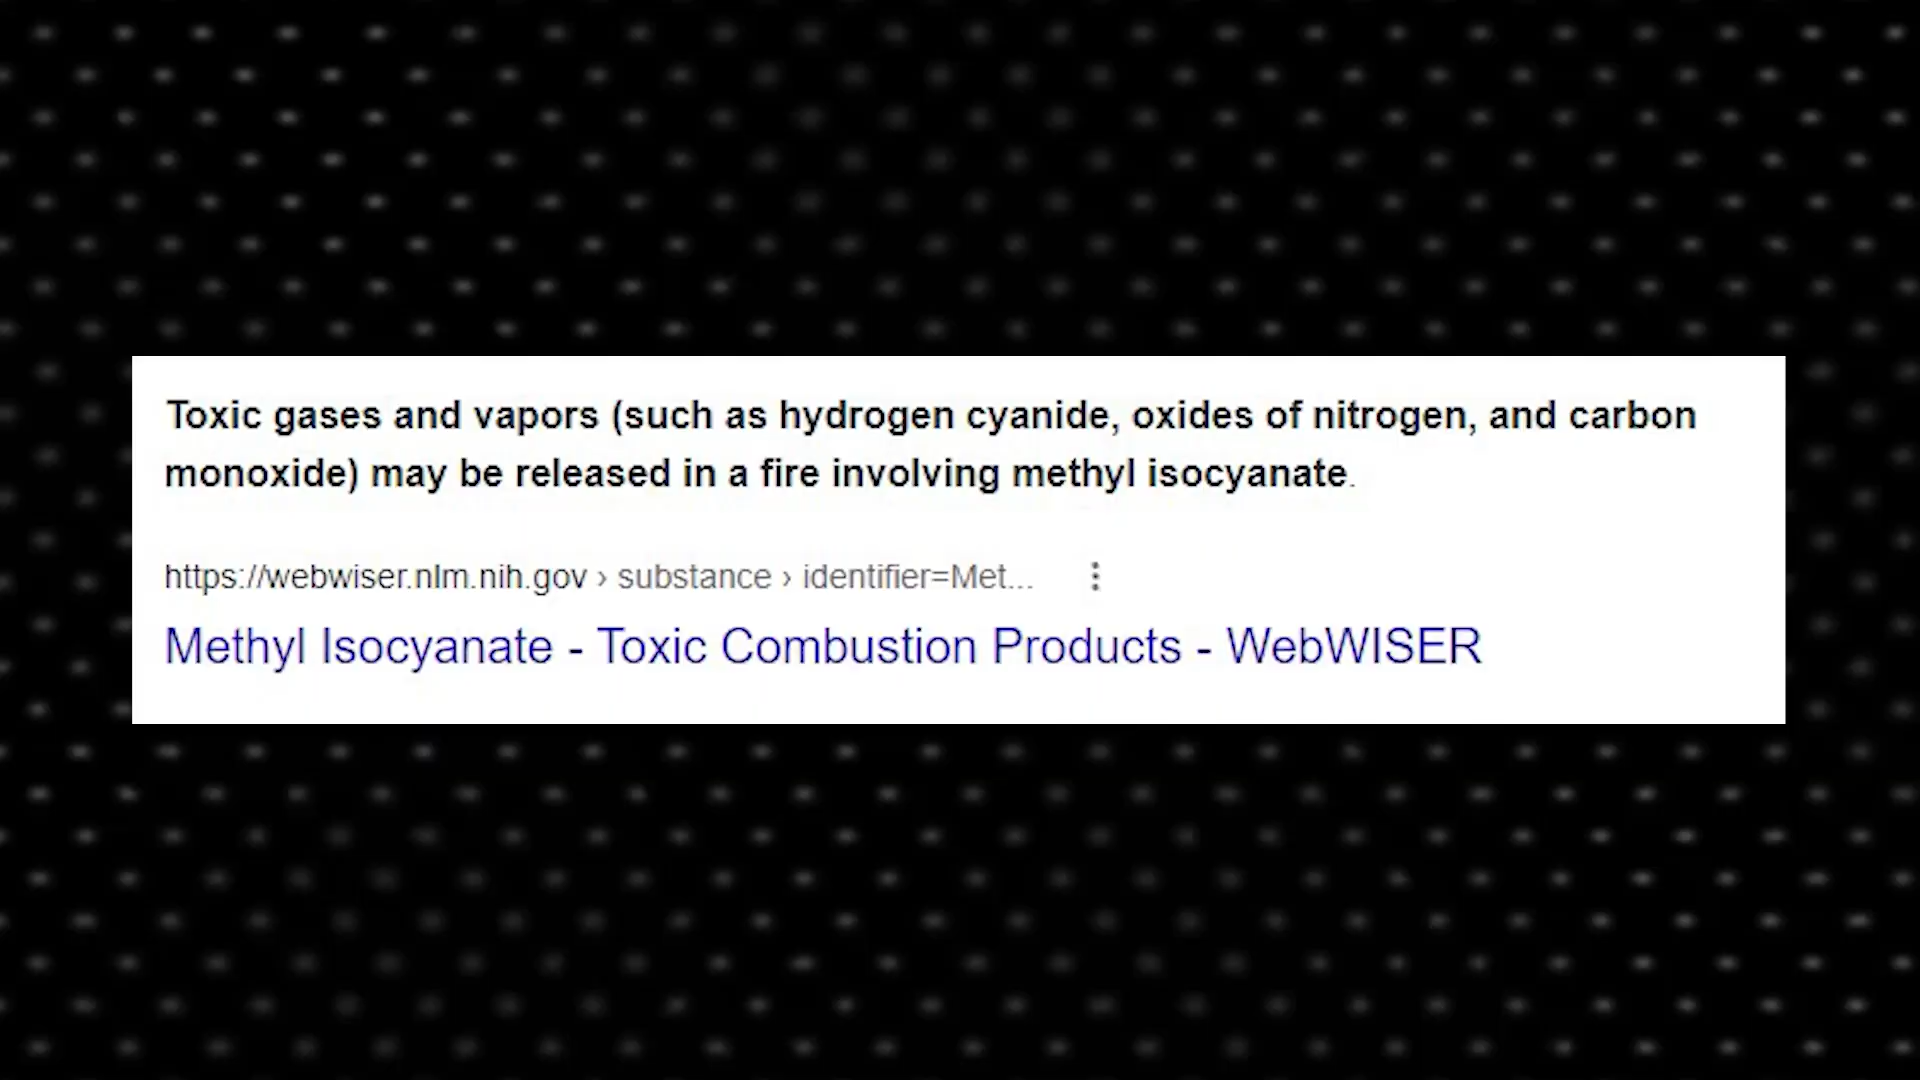 Toxic gases and vapors (such as hydrogen cyanide, oxides of nitrogen, and carbon
monoxide) may be released in a fire involving methyl isocyanate.
https://webwiser.nlm.nih.gov › substance › identifier=Met...
Methyl Isocyanate - Toxic Combustion Products - WebWISER